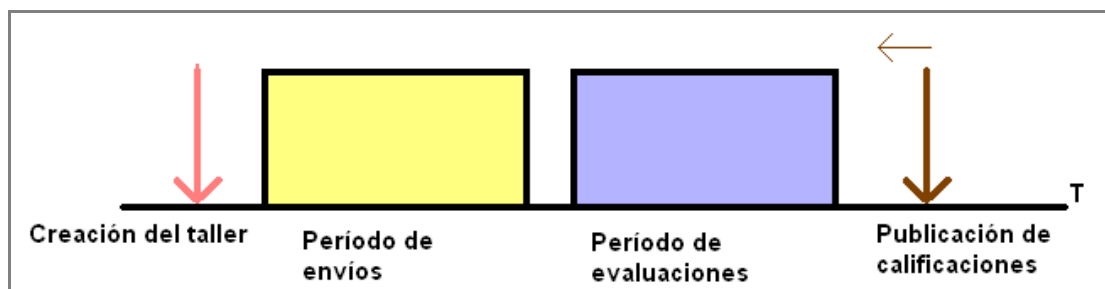 T
Creación del taller
Período de
envíos
Período de
evaluaciones
Publicación de
calificaciones